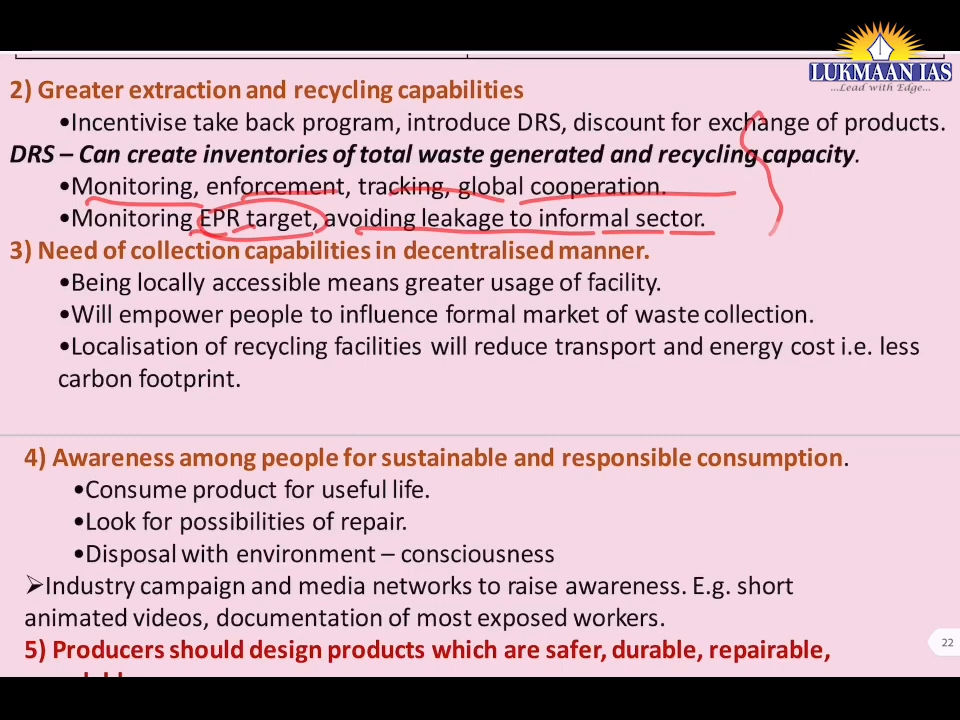 LUKMAAN IAS
...Lead with Edge...
2) Greater extraction and recycling capabilities
•Incentivise take back program, introduce DRS, discount for exchange of products.
DRS – Can create inventories of total waste generated and recycling capacity.
•Monitoring, enforcement, tracking, global cooperation.
•Monitoring EPR target, avoiding leakage to informal sector.
3) Need of collection capabilities in decentralised manner.
•Being locally accessible means greater usage of facility.
•Will empower people to influence formal market of waste collection.
•Localisation of recycling facilities will reduce transport and energy cost i.e. less
carbon footprint.
4) Awareness among people for sustainable and responsible consumption.
•Consume product for useful life.
•Look for possibilities of repair.
•Disposal with environment – consciousness
➢Industry campaign and media networks to raise awareness. E.g. short
animated videos, documentation of most exposed workers.
5) Producers should design products which are safer, durable, repairable,
22